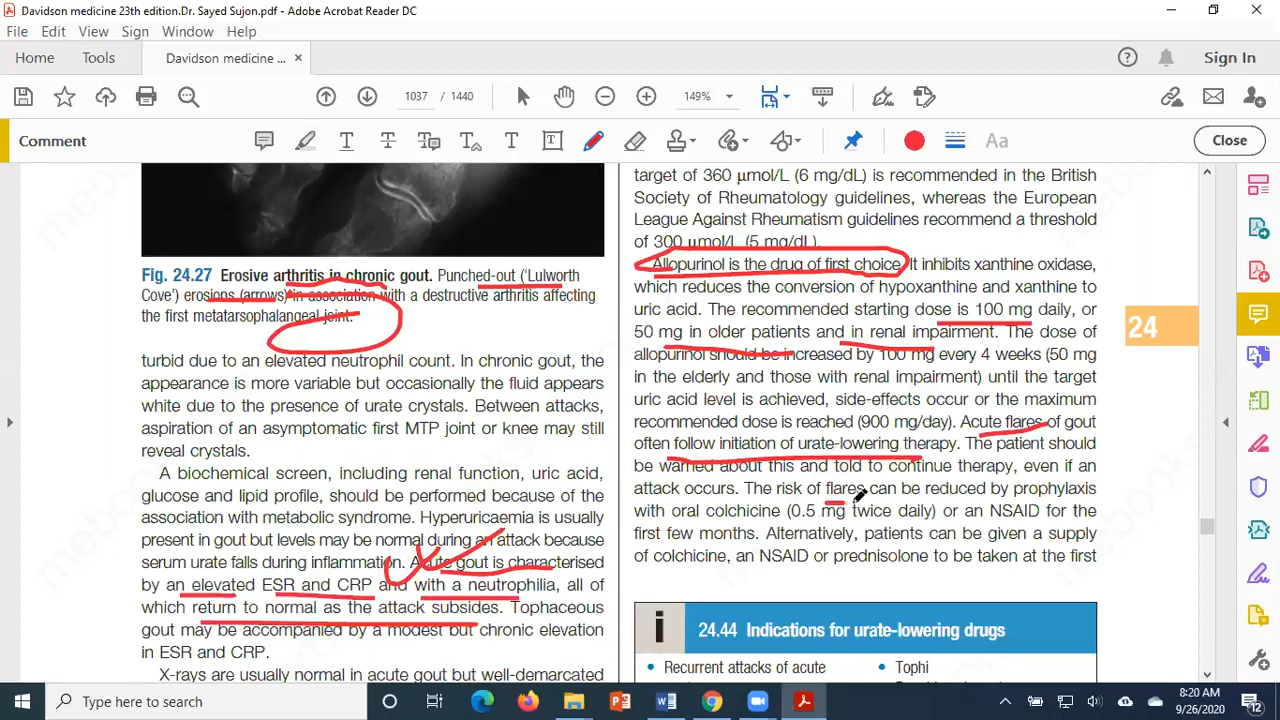 Davidson medicine 23th edition.Dr. Sayed Sujon.pdf - Adobe Acrobat Reader DC
File Edit View Sign Window Help
Home Tools Davidson medicine ... × Sign In
1037 / 1440 149%
Comment Close
Aa
Fig. 24.27 Erosive arthritis in chronic gout. Punched-out ('Lulworth
Cove') erosions (arrows) in association with a destructive arthritis affecting
the first metatarsophalangeal joint.
turbid due to an elevated neutrophil count. In chronic gout, the
appearance is more variable but occasionally the fluid appears
white due to the presence of urate crystals. Between attacks,
aspiration of an asymptomatic first MTP joint or knee may still
reveal crystals.
A biochemical screen, including renal function, uric acid,
glucose and lipid profile, should be performed because of the
association with metabolic syndrome. Hyperuricaemia is usually
present in gout but levels may be normal during an attack because
serum urate falls during inflammation. Acute gout is characterised
by an elevated ESR and CRP and with a neutrophilia, all of
which return to normal as the attack subsides. Tophaceous
gout may be accompanied by a modest but chronic elevation
in ESR and CRP.
X-rays are usually normal in acute gout but well-demarcated
target of 360 μmol/L (6 mg/dL) is recommended in the British
Society of Rheumatology guidelines, whereas the European
League Against Rheumatism guidelines recommend a threshold
of 300 μmol/L (5 mg/dL).
Allopurinol is the drug of first choice. It inhibits xanthine oxidase,
which reduces the conversion of hypoxanthine and xanthine to
uric acid. The recommended starting dose is 100 mg daily, or
50 mg in older patients and in renal impairment. The dose of
allopurinol should be increased by 100 mg every 4 weeks (50 mg
in the elderly and those with renal impairment) until the target
uric acid level is achieved, side-effects occur or the maximum
recommended dose is reached (900 mg/day). Acute flares of gout
often follow initiation of urate-lowering therapy. The patient should
be warned about this and told to continue therapy, even if an
attack occurs. The risk of flares can be reduced by prophylaxis
with oral colchicine (0.5 mg twice daily) or an NSAID for the
first few months. Alternatively, patients can be given a supply
of colchicine, an NSAID or prednisolone to be taken at the first
24
i 24.44 Indications for urate-lowering drugs
• Recurrent attacks of acute • Tophi
Type here to search
8:20 AM
9/26/2020
12